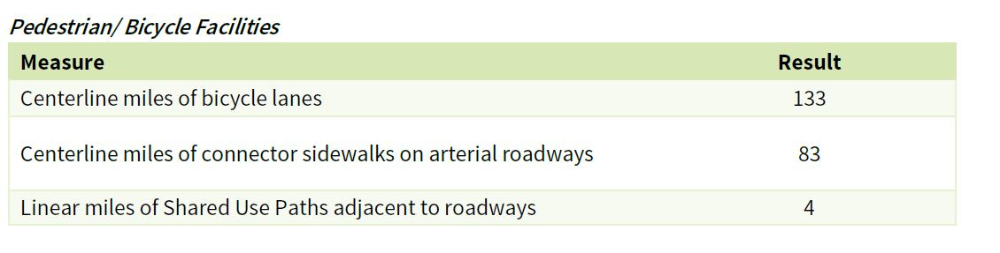 Pedestrian/ Bicycle Facilities
Measure Result
Centerline miles of bicycle lanes 133
Centerline miles of connector sidewalks on arterial roadways 83
Linear miles of Shared Use Paths adjacent to roadways 4